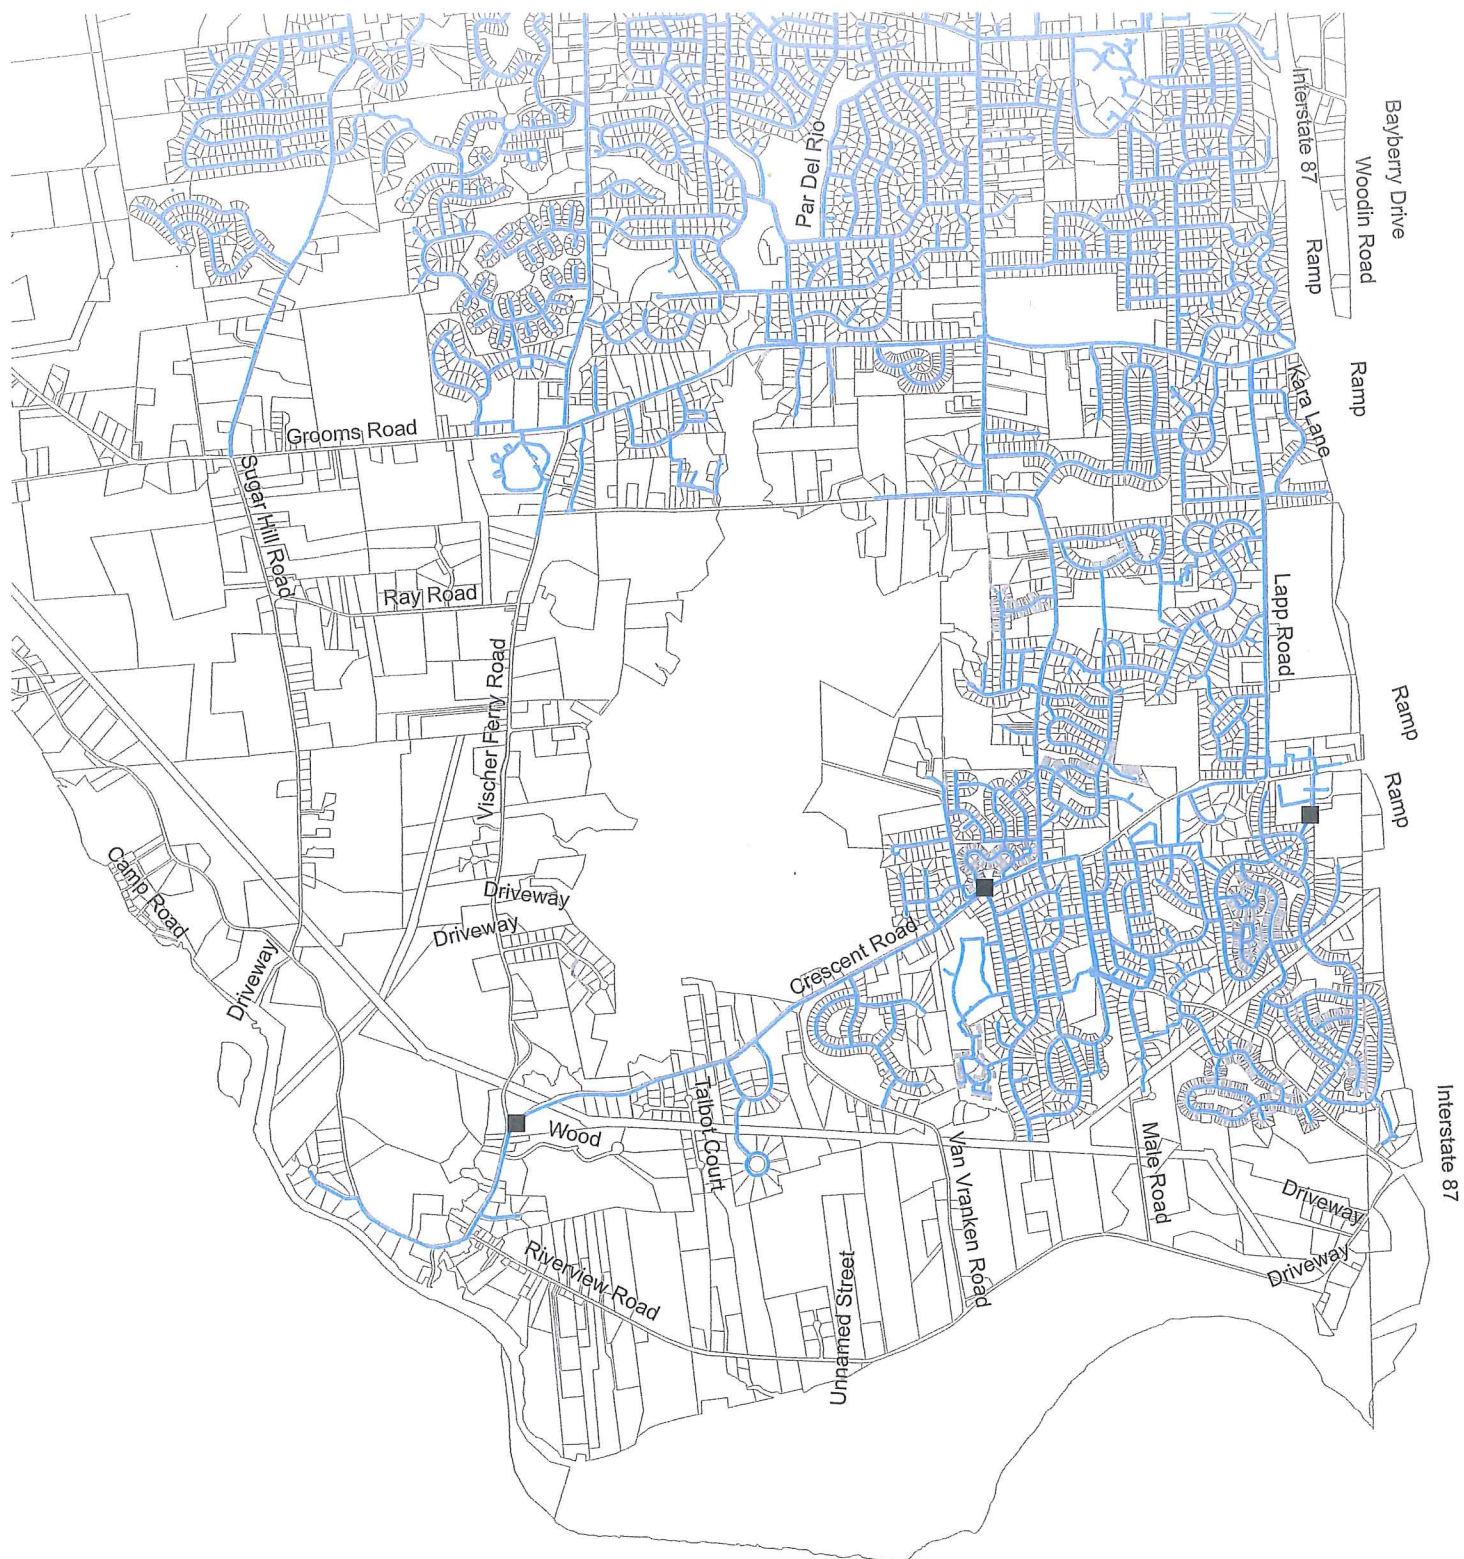 Bayberry Drive
Woodin Road
Interstate 87
Ramp
Par Del Rio
Ramp
Kara Lane
Grooms Road
Sugar Hill Road
Ray Road
Lapp Road
Vischer Ferry Road
Ramp
Ramp
Camp Road
Driveway
Driveway
Driveway
Crescent Road
Talbot Court
Wood
Van Vranken Road
Male Road
Interstate 87
Driveway
Driveway
Riverview Road
Unnamed Street